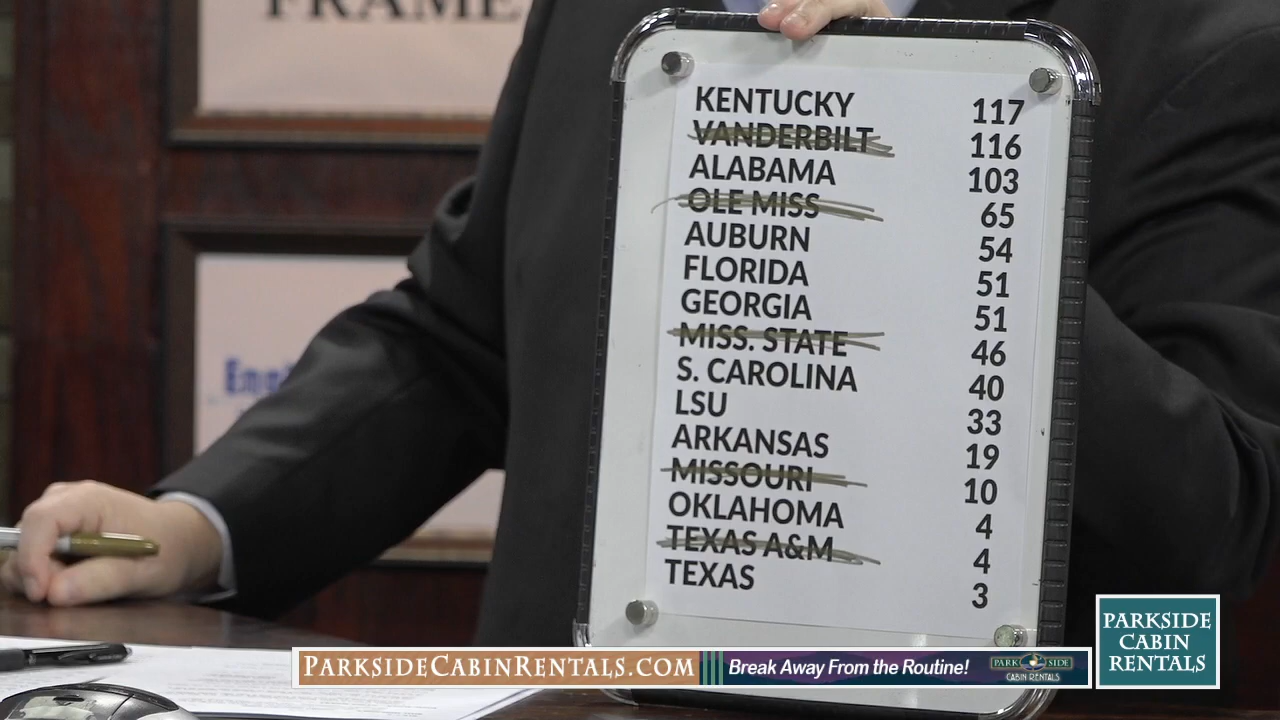 FRAME
KENTUCKY 117
VANDERBILT 116
ALABAMA 103
OLE MISS 65
AUBURN 54
FLORIDA 51
GEORGIA 51
MISS. STATE 46
S. CAROLINA 40
LSU 33
ARKANSAS 19
MISSOURI 10
OKLAHOMA 4
TEXAS A&M 4
TEXAS 3
PARKSIDECABINRENTALS.COM
Break Away From the Routine!
PARK SIDE
CABIN RENTALS
PARKSIDE
CABIN
RENTALS